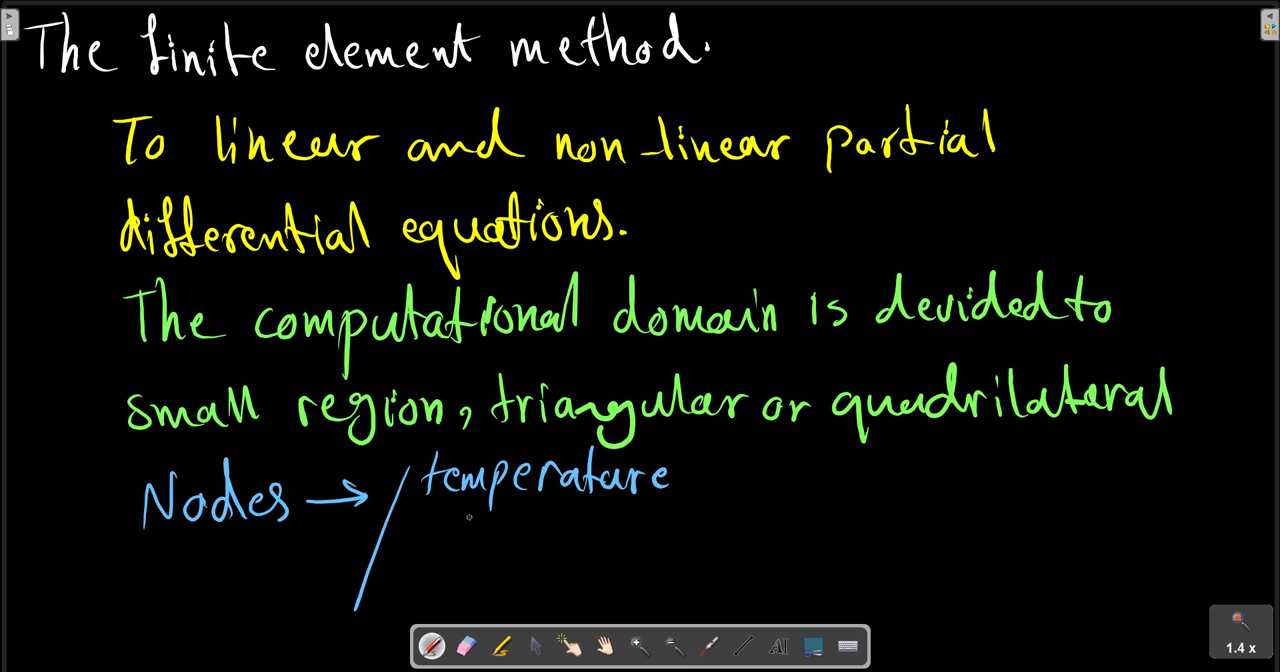 The finite element method.
To linear and non-linear partial
differential equations.
The computational domain is devided to
small region, triangular or quadrilateral
Nodes → / temperature
AI
1.4 x